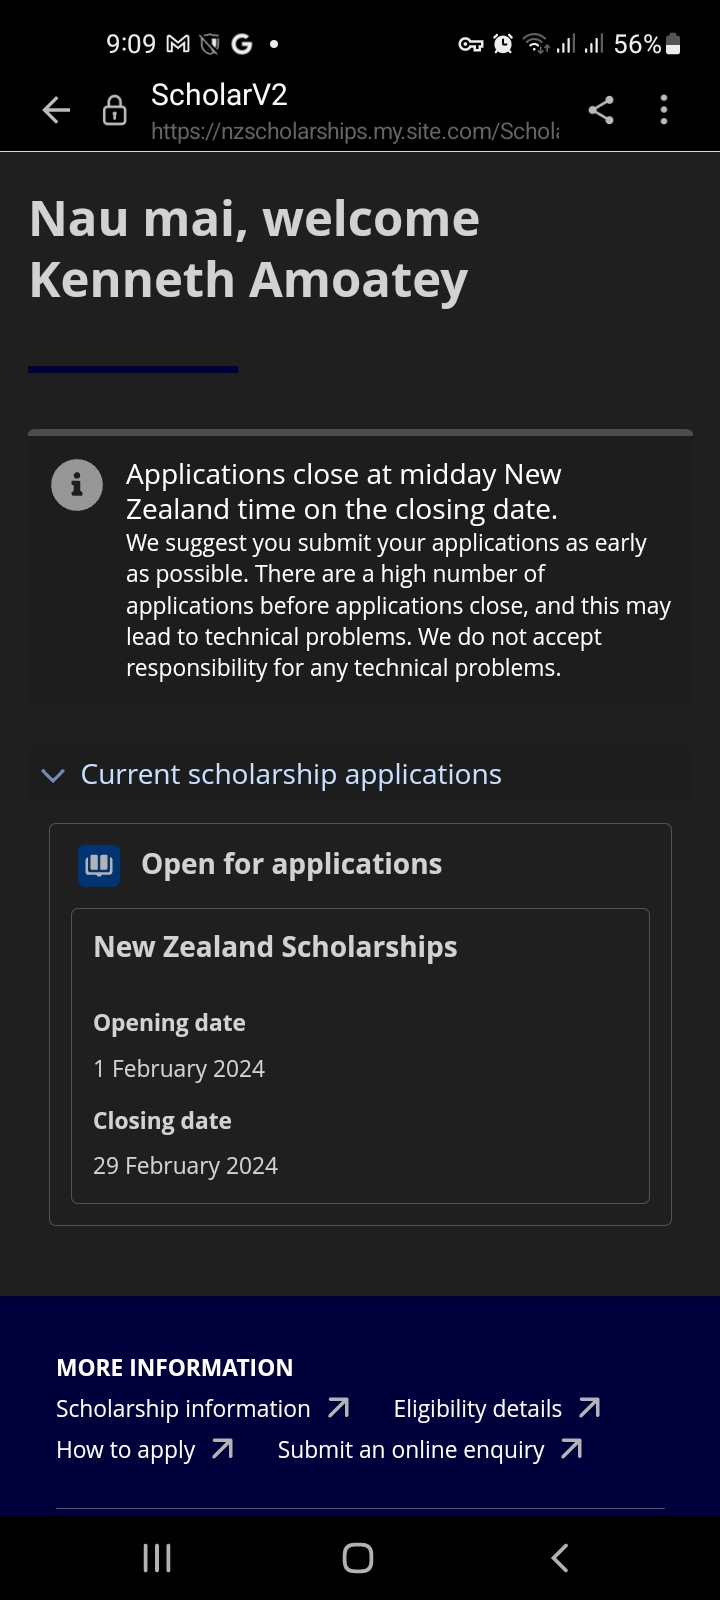 9:09
56%
ScholarV2
https://nzscholarships.my.site.com/Schola
Nau mai, welcome
Kenneth Amoatey
Applications close at midday New
Zealand time on the closing date.
We suggest you submit your applications as early
as possible. There are a high number of
applications before applications close, and this may
lead to technical problems. We do not accept
responsibility for any technical problems.
Current scholarship applications
Open for applications
New Zealand Scholarships
Opening date
1 February 2024
Closing date
29 February 2024
MORE INFORMATION
Scholarship information Eligibility details
How to apply Submit an online enquiry